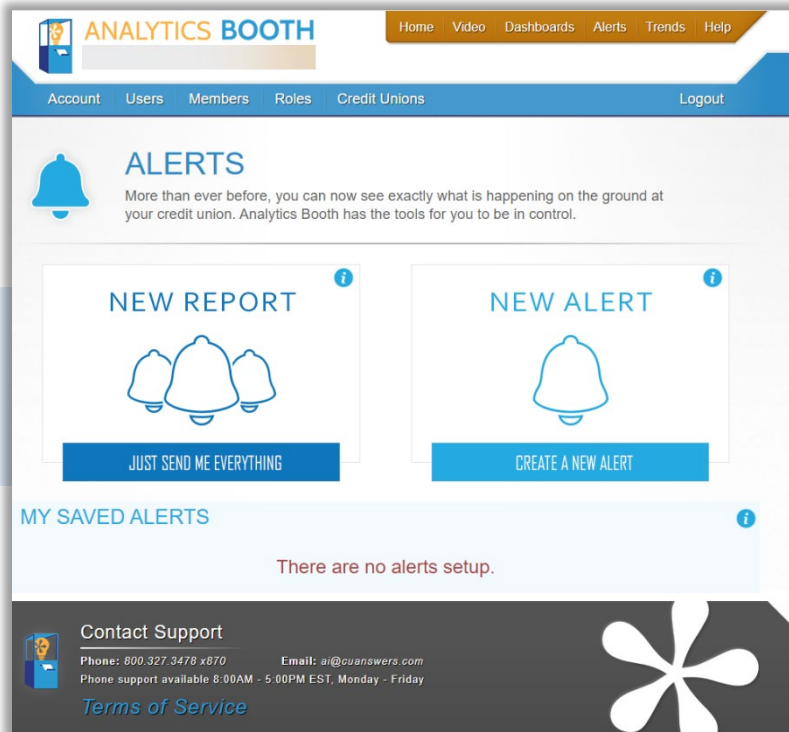 ANALYTICS BOOTH
Home Video Dashboards Alerts Trends Help
Account Users Members Roles Credit Unions Logout
ALERTS
More than ever before, you can now see exactly what is happening on the ground at
your credit union. Analytics Booth has the tools for you to be in control.
NEW REPORT
JUST SEND ME EVERYTHING
NEW ALERT
CREATE A NEW ALERT
MY SAVED ALERTS
There are no alerts setup.
Contact Support
Phone: 800.327.3478 x870 Email: ai@cuanswers.com
Phone support available 8:00AM - 5:00PM EST, Monday - Friday
Terms of Service